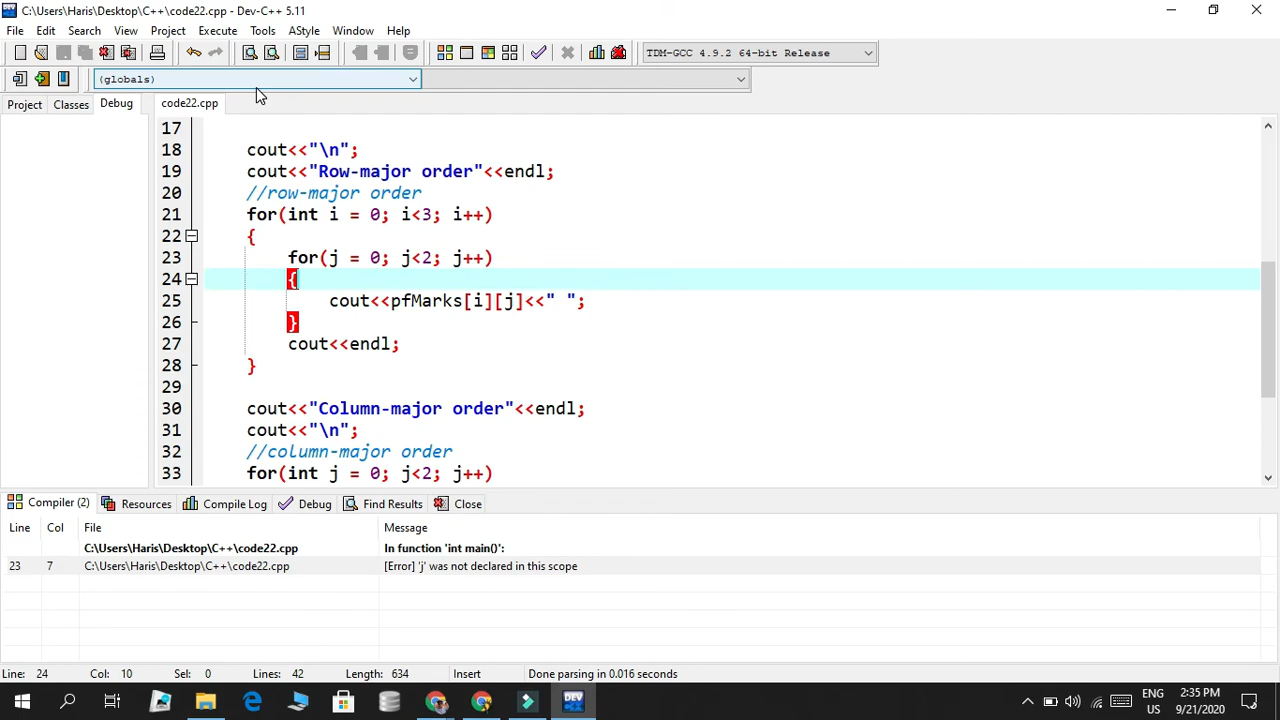 C:\Users\Haris\Desktop\C++\code22.cpp - Dev-C++ 5.11
File Edit Search View Project Execute Tools AStyle Window Help
TDM-GCC 4.9.2 64-bit Release
(globals)
Project Classes Debug code22.cpp
17
18 cout<<"\n";
19 cout<<"Row-major order"<<endl;
20 //row-major order
21 for(int i = 0; i<3; i++)
22 {
23 for(j = 0; j<2; j++)
24 {
25 cout<<pfMarks[i][j]<<" ";
26 }
27 cout<<endl;
28 }
29
30 cout<<"Column-major order"<<endl;
31 cout<<"\n";
32 //column-major order
33 for(int j = 0; j<2; j++)
Compiler (2) Resources Compile Log Debug Find Results Close
Line Col File Message
C:\Users\Haris\Desktop\C++\code22.cpp In function 'int main()':
23 7 C:\Users\Haris\Desktop\C++\code22.cpp [Error] 'j' was not declared in this scope
Line: 24 Col: 10 Sel: 0 Lines: 42 Length: 634 Insert Done parsing in 0.016 seconds
DEV
ENG 2:35 PM
US 9/21/2020